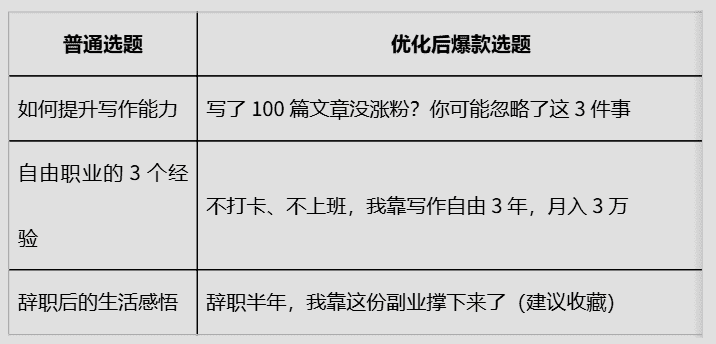 普通选题
优化后爆款选题
如何提升写作能力
写了 100 篇文章没涨粉？你可能忽略了这 3 件事
自由职业的 3 个经
验
不打卡、不上班，我靠写作自由 3 年，月入 3 万
辞职后的生活感悟
辞职半年，我靠这份副业撑下来了（建议收藏）